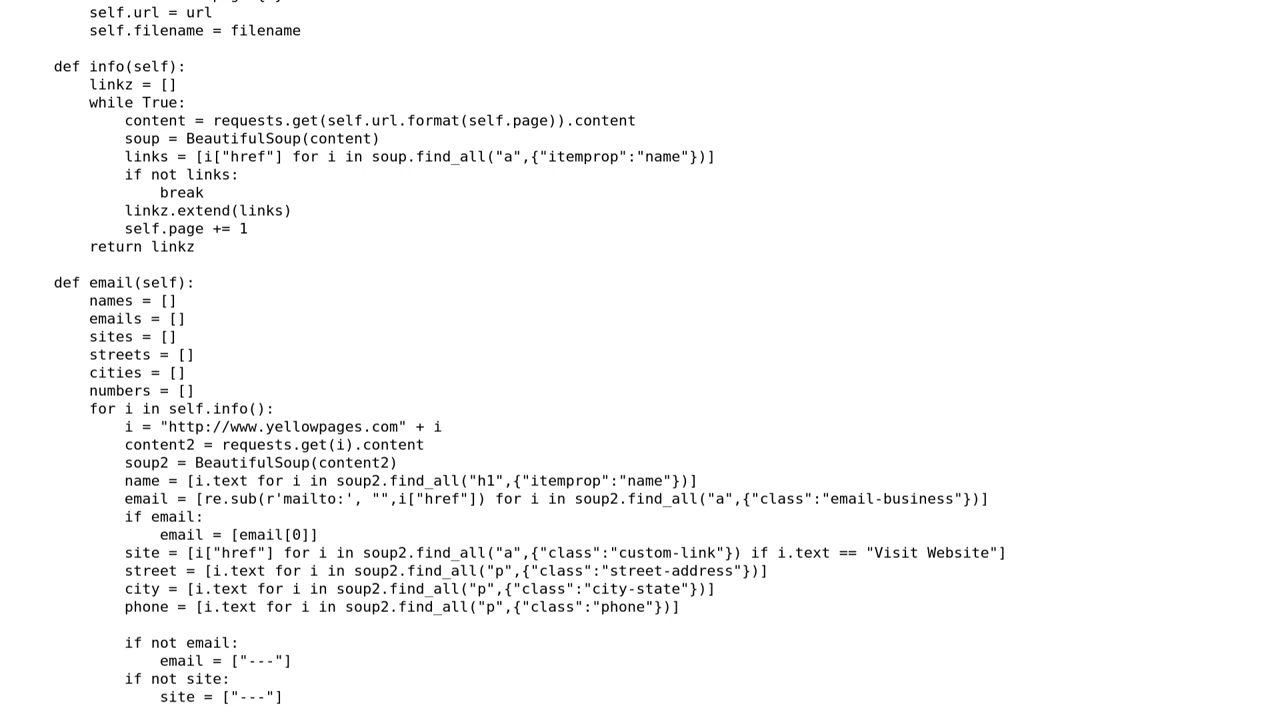 self.url = url
self.filename = filename
def info(self):
linkz = []
while True:
content = requests.get(self.url.format(self.page)).content
soup = BeautifulSoup(content)
links = [i["href"] for i in soup.find_all("a",{"itemprop":"name"})]
if not links:
break
linkz.extend(links)
self.page += 1
return linkz
def email(self):
names = []
emails = []
sites = []
streets = []
cities = []
numbers = []
for i in self.info():
i = "http://www.yellowpages.com" + i
content2 = requests.get(i).content
soup2 = BeautifulSoup(content2)
name = [i.text for i in soup2.find_all("h1",{"itemprop":"name"})]
email = [re.sub(r'mailto:', "",i["href"]) for i in soup2.find_all("a",{"class":"email-business"})]
if email:
email = [email[0]]
site = [i["href"] for i in soup2.find_all("a",{"class":"custom-link"}) if i.text == "Visit Website"]
street = [i.text for i in soup2.find_all("p",{"class":"street-address"})]
city = [i.text for i in soup2.find_all("p",{"class":"city-state"})]
phone = [i.text for i in soup2.find_all("p",{"class":"phone"})]
if not email:
email = ["---"]
if not site:
site = ["---"]